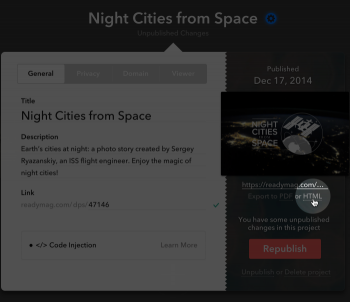 Night Cities from Space
Unpublished Changes
General
Privacy
Domain
Viewer
Title
Night Cities from Space
Description
Earth's cities at night: a photo story created by Sergey
Ryazanskiy, an ISS flight engineer. Enjoy the magic of
night cities!
Link
readymag.com/dpo/47146
</> Code Injection
Learn More
Published
Dec 17, 2014
NIGHT
CITIES
SPACE
https://readymag.com/...
Export to PDF or HTML
You have some unpublished
changes in this project
Republish
Unpublish or Delete project